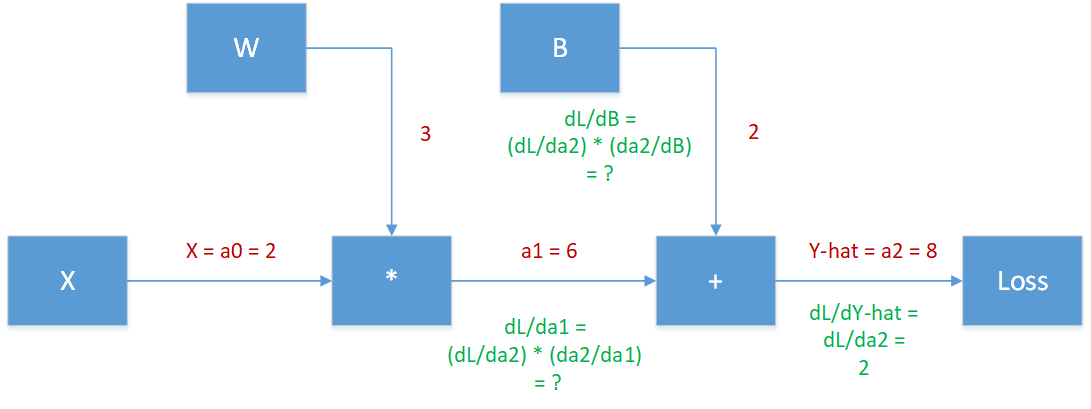 W
B
3
dL/dB =
(dL/da2) * (da2/dB)
= ?
2
X
X = a0 = 2
*
a1 = 6
+
Y-hat = a2 = 8
Loss
dL/da1 =
(dL/da2) * (da2/da1)
= ?
dL/dY-hat =
dL/da2 =
2